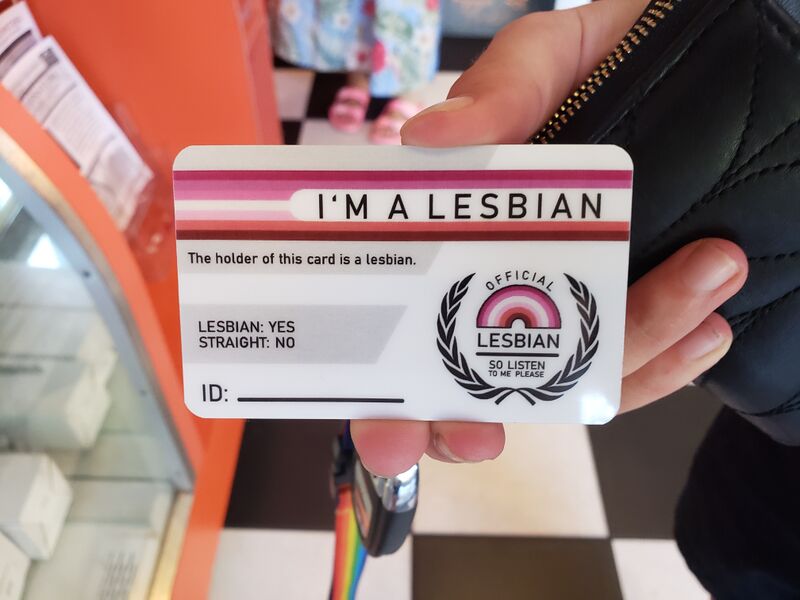 I'M A LESBIAN
The holder of this card is a lesbian.
LESBIAN: YES
STRAIGHT: NO
ID:
OFFICIAL
LESBIAN
SO LISTEN
TO ME PLEASE